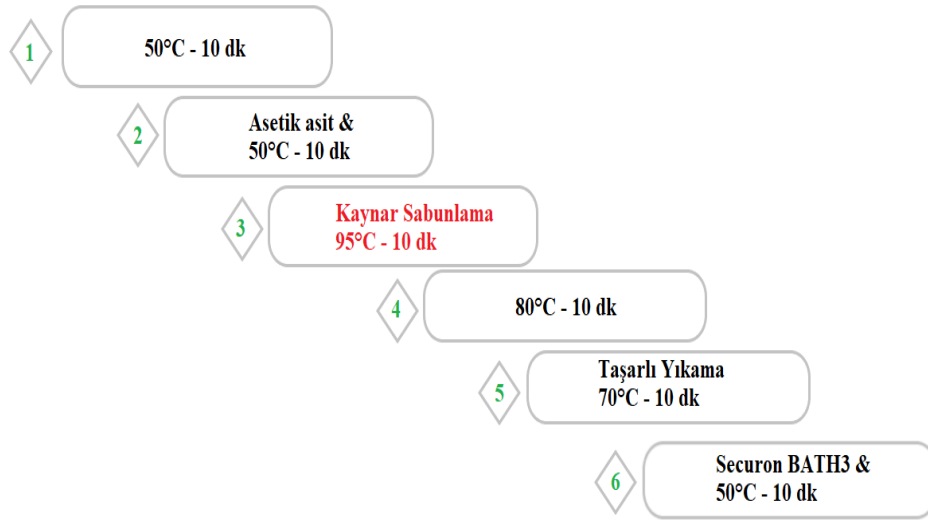 1
50°C - 10 dk
2
Asetik asit &
50°C - 10 dk
3
Kaynar Sabunlama
95°C - 10 dk
4
80°C - 10 dk
5
Taşarlı Yıkama
70°C - 10 dk
6
Securon BATH3 &
50°C - 10 dk